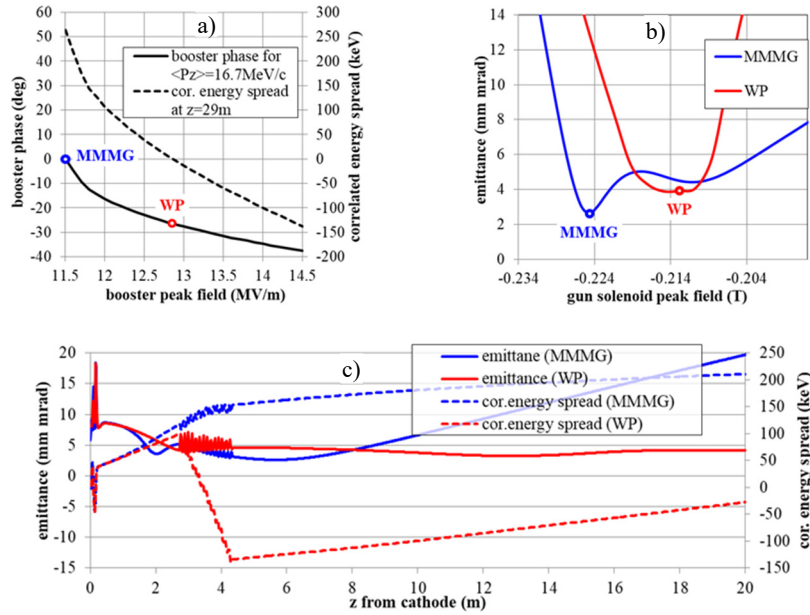 a)
60
50
40
30
20
10
0
-10
-20
-30
-40
booster phase (deg)
300
250
200
150
100
50
0
-50
-100
-150
-200
correlated energy spread (keV)
booster phase for
<Pz>=16.7MeV/c
cor. energy spread
at z=29m
MMMG
WP
11.5 12 12.5 13 13.5 14 14.5
booster peak field (MV/m)
b)
14
12
10
8
6
4
2
0
emittance (mm mrad)
MMMG
WP
WP
MMMG
-0.234 -0.224 -0.214 -0.204
gun solenoid peak field (T)
c)
20
15
10
5
0
-5
-10
-15
emittance (mm mrad)
250
200
150
100
50
0
-50
-100
-150
cor. energy spread (keV)
emittane (MMMG)
emittance (WP)
cor.energy spread (MMMG)
cor.energy spread (WP)
0 2 4 6 8 10 12 14 16 18 20
z from cathode (m)